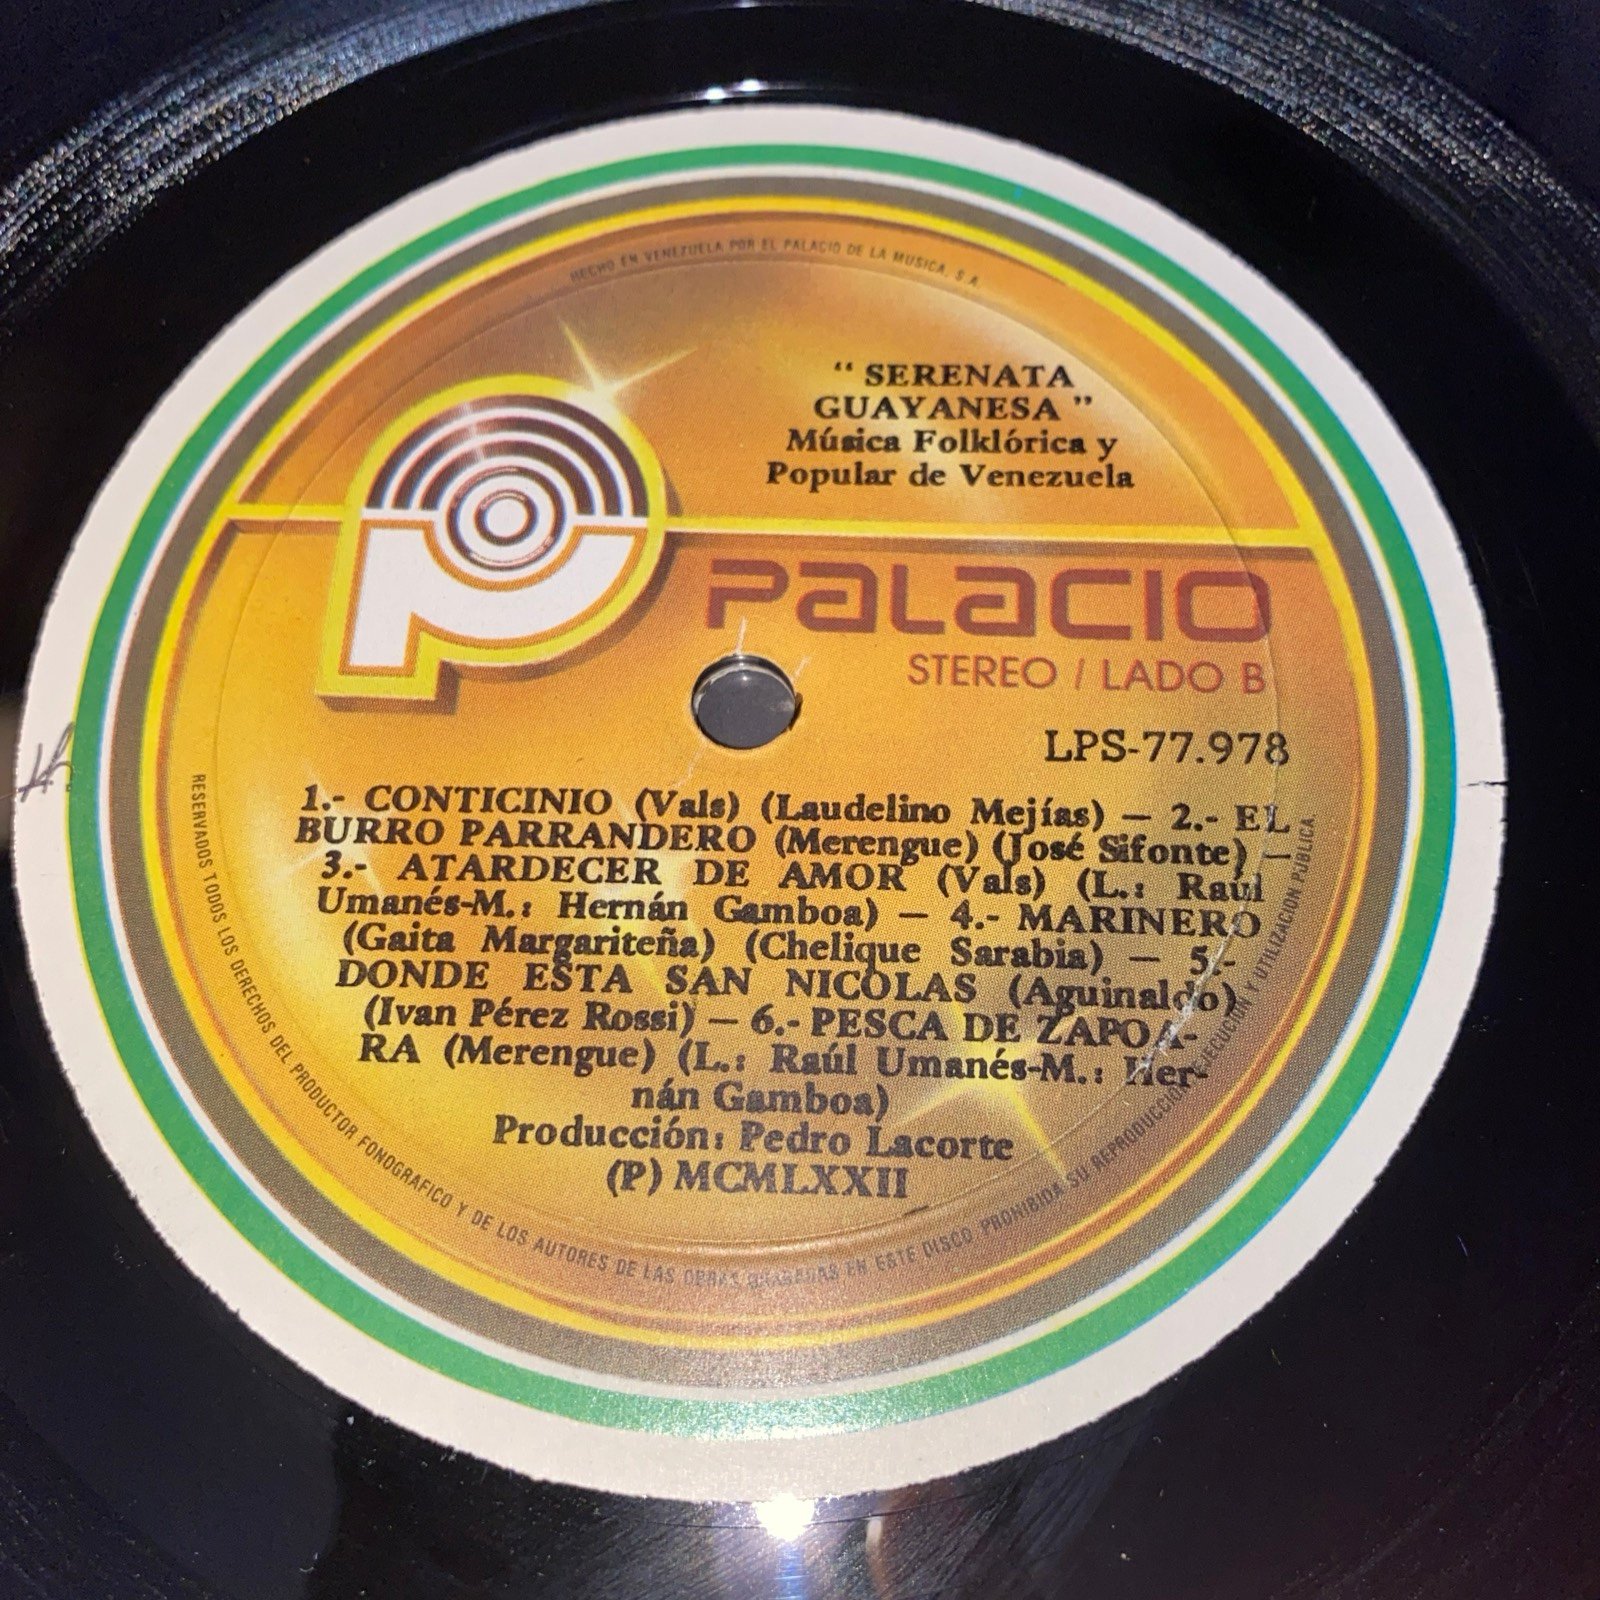 HECHO EN VENEZUELA POR EL PALACIO DE LA MUSICA, S.A.
“ SERENATA
GUAYANESA ”
Música Folklórica y
Popular de Venezuela
PALACIO
STEREO / LADO B
LPS-77.978
1.- CONTICINIO (Vals) (Laudelino Mejías) — 2.- EL
BURRO PARRANDERO (Merengue) (José Sifonte) —
3.- ATARDECER DE AMOR (Vals) (L.: Raúl
Umanés-M.: Hernán Gamboa) — 4.- MARINERO
(Gaita Margariteña) (Chelique Sarabia) — 5.-
DONDE ESTA SAN NICOLAS (Aguinaldo)
(Ivan Pérez Rossi) — 6.- PESCA DE ZAPOA-
RA (Merengue) (L.: Raúl Umanés-M.: Her-
nán Gamboa)
Producción: Pedro Lacorte
(P) MCMLXXII
RESERVADOS TODOS LOS DERECHOS DEL PRODUCTOR FONOGRAFICO Y DE LOS AUTORES DE LAS OBRAS GRABADAS EN ESTE DISCO PROHIBIDA SU REPRODUCCION EJECUCION Y UTILIZACION PUBLICA